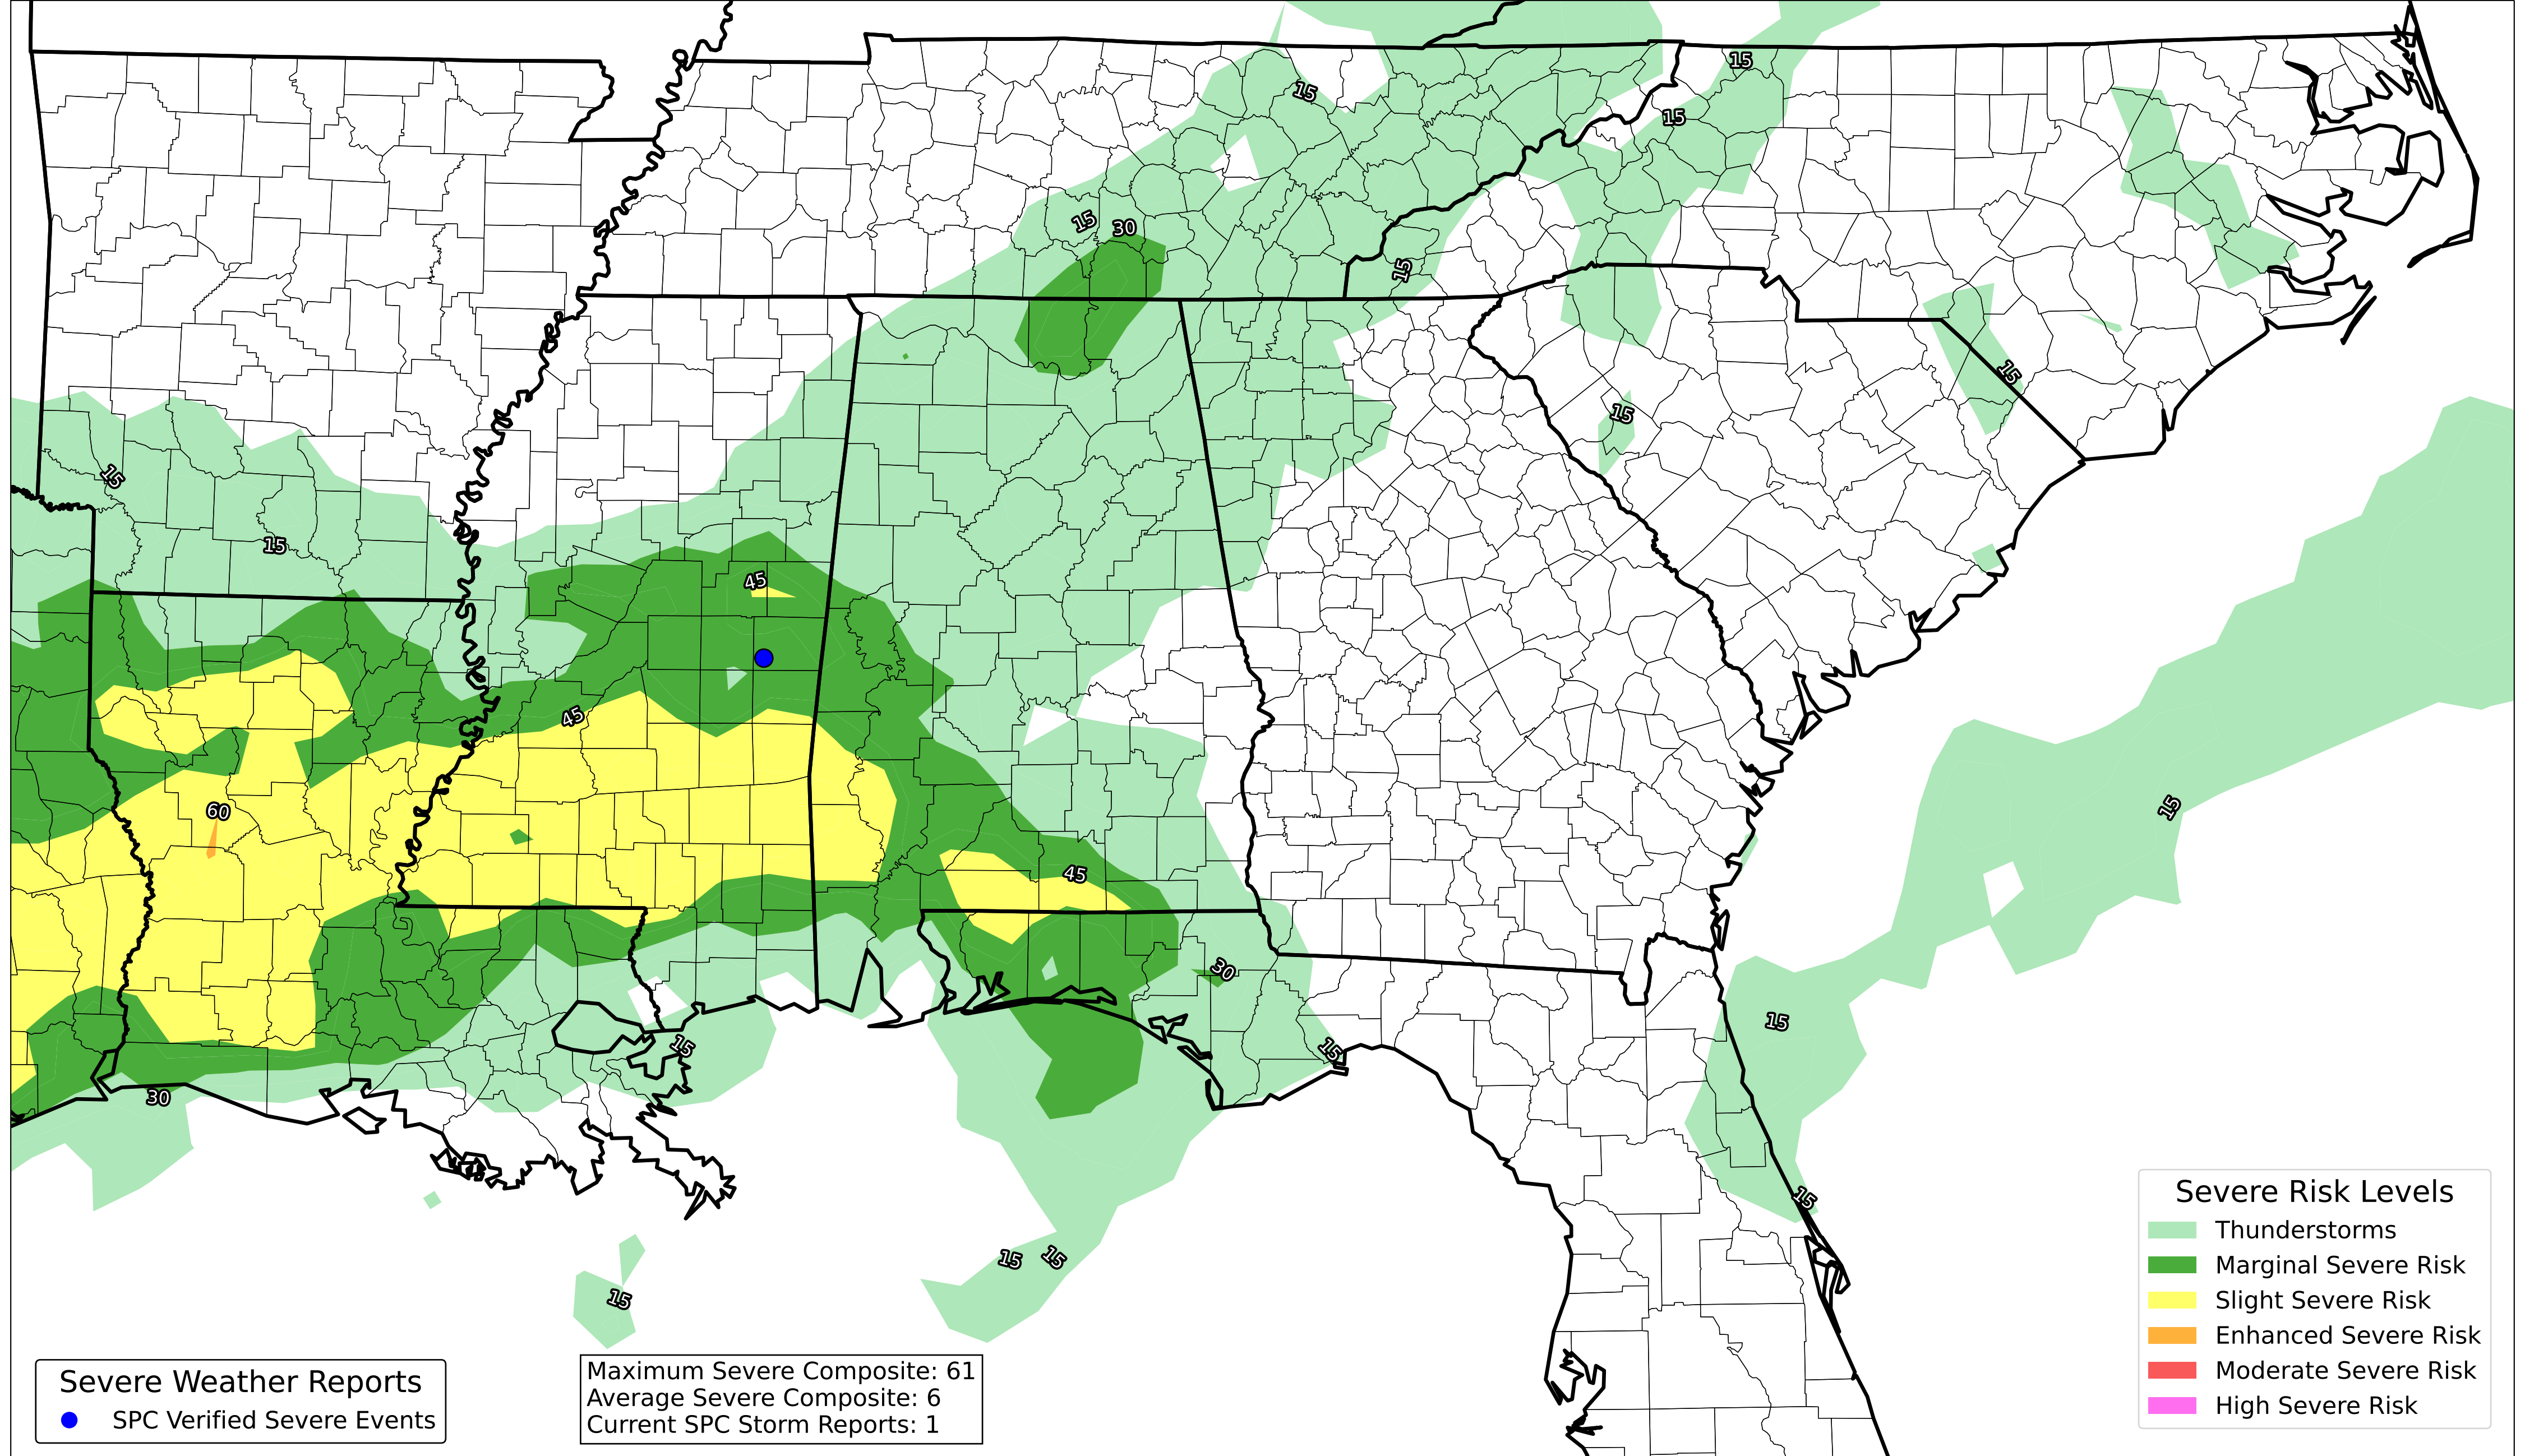 15
15
15
15
30
15
15
15
15
15
45
45
60
15
45
30
15
15
15
30
15
15
15
15
Severe Risk Levels
Thunderstorms
Marginal Severe Risk
Slight Severe Risk
Enhanced Severe Risk
Moderate Severe Risk
High Severe Risk
Severe Weather Reports
SPC Verified Severe Events
Maximum Severe Composite: 61
Average Severe Composite: 6
Current SPC Storm Reports: 1